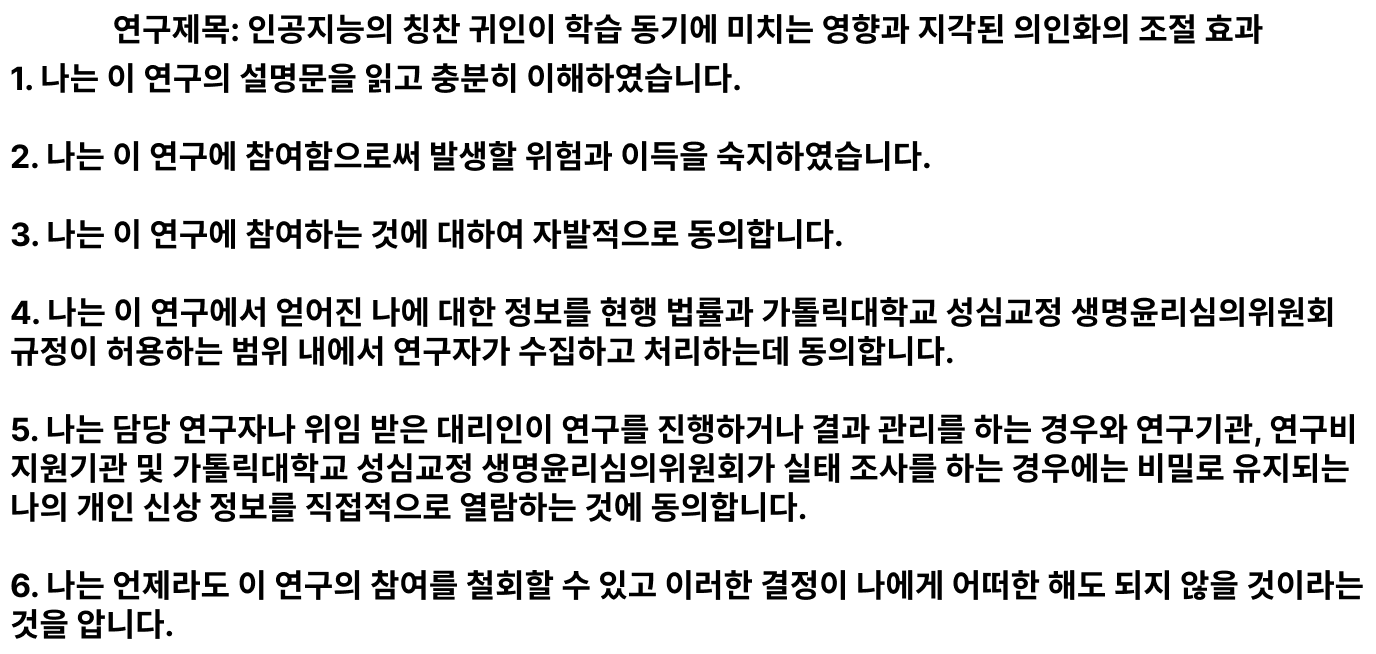 연구제목: 인공지능의 칭찬 귀인이 학습 동기에 미치는 영향과 지각된 의인화의 조절 효과
1. 나는 이 연구의 설명문을 읽고 충분히 이해하였습니다.
2. 나는 이 연구에 참여함으로써 발생할 위험과 이득을 숙지하였습니다.
3. 나는 이 연구에 참여하는 것에 대하여 자발적으로 동의합니다.
4. 나는 이 연구에서 얻어진 나에 대한 정보를 현행 법률과 가톨릭대학교 성심교정 생명윤리심의위원회
규정이 허용하는 범위 내에서 연구자가 수집하고 처리하는데 동의합니다.
5. 나는 담당 연구자나 위임 받은 대리인이 연구를 진행하거나 결과 관리를 하는 경우와 연구기관, 연구비
지원기관 및 가톨릭대학교 성심교정 생명윤리심의위원회가 실태 조사를 하는 경우에는 비밀로 유지되는
나의 개인 신상 정보를 직접적으로 열람하는 것에 동의합니다.
6. 나는 언제라도 이 연구의 참여를 철회할 수 있고 이러한 결정이 나에게 어떠한 해도 되지 않을 것이라는
것을 압니다.